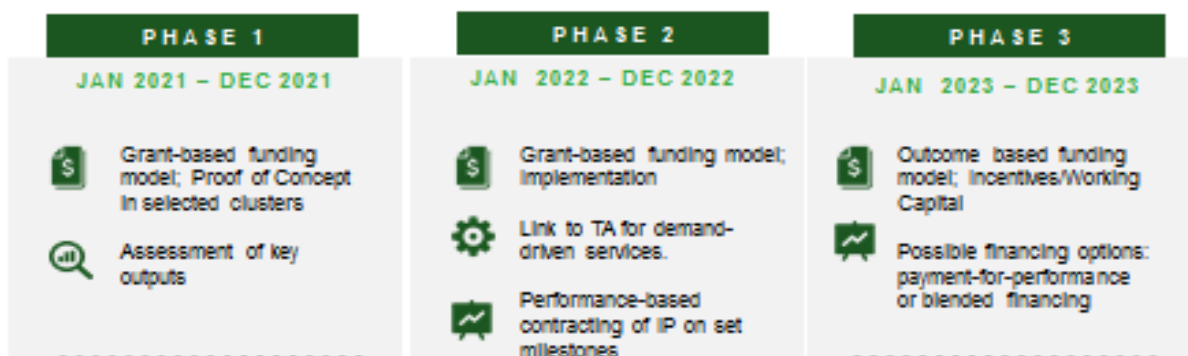 PHASE 1
JAN 2021 – DEC 2021
Grant-based funding
model; Proof of Concept
in selected clusters
Assessment of key
outputs
PHASE 2
JAN 2022 – DEC 2022
Grant-based funding model;
Implementation
Link to TA for demand-
driven services.
Performance-based
contracting of IP on set
milestones
PHASE 3
JAN 2023 – DEC 2023
Outcome based funding
model; Incentives/Working
Capital
Possible financing options:
payment-for-performance
or blended financing